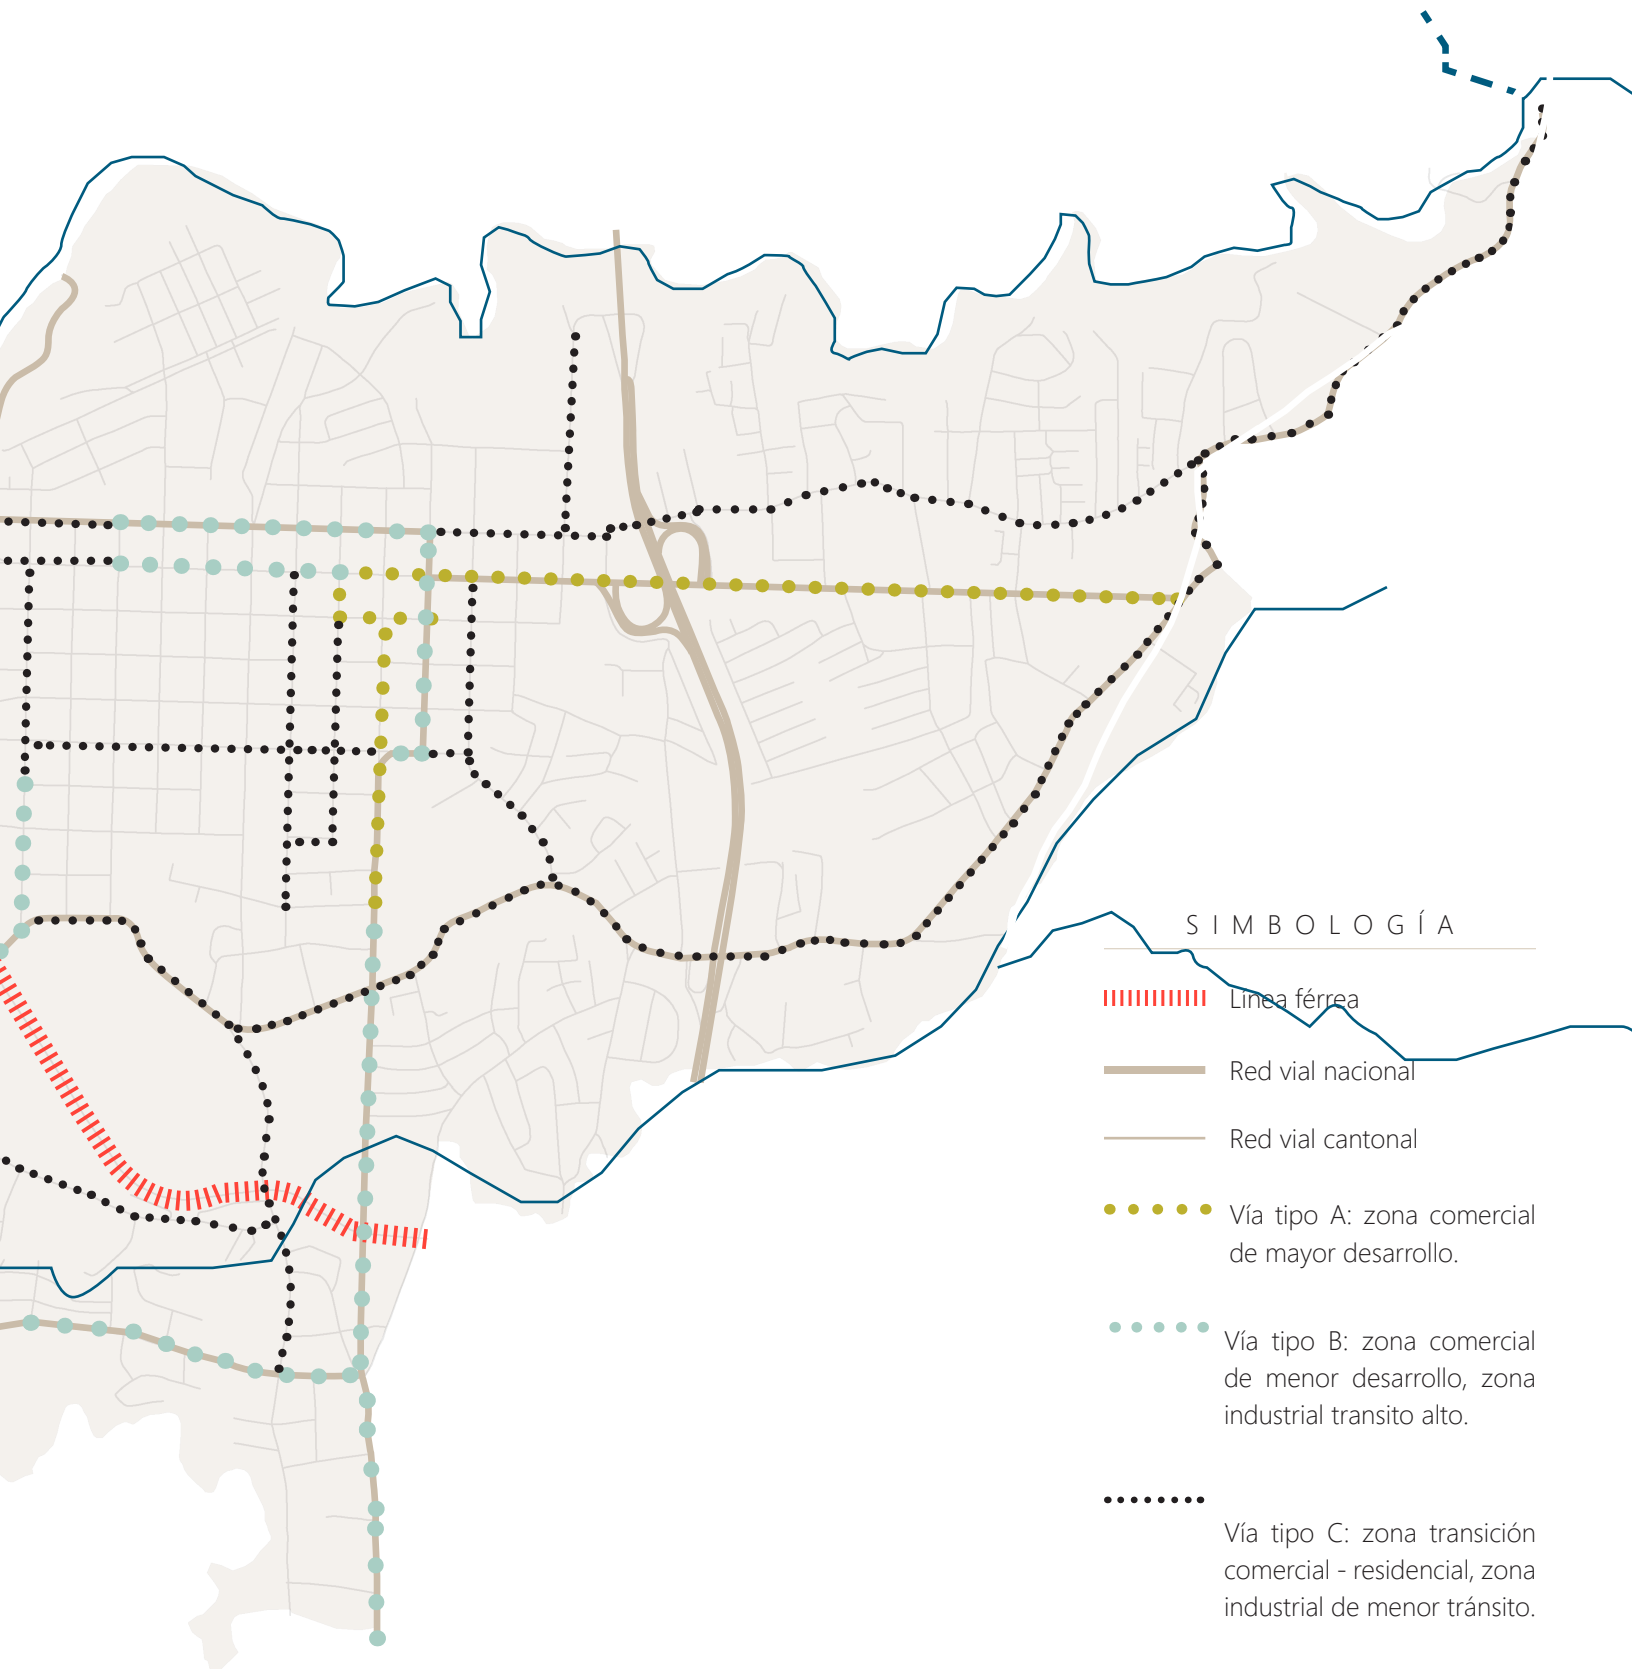 SIMBOLOGÍA
Línea férrea
Red vial nacional
Red vial cantonal
Vía tipo A: zona comercial
de mayor desarrollo.
Vía tipo B: zona comercial
de menor desarrollo, zona
industrial transito alto.
Vía tipo C: zona transición
comercial - residencial, zona
industrial de menor tránsito.